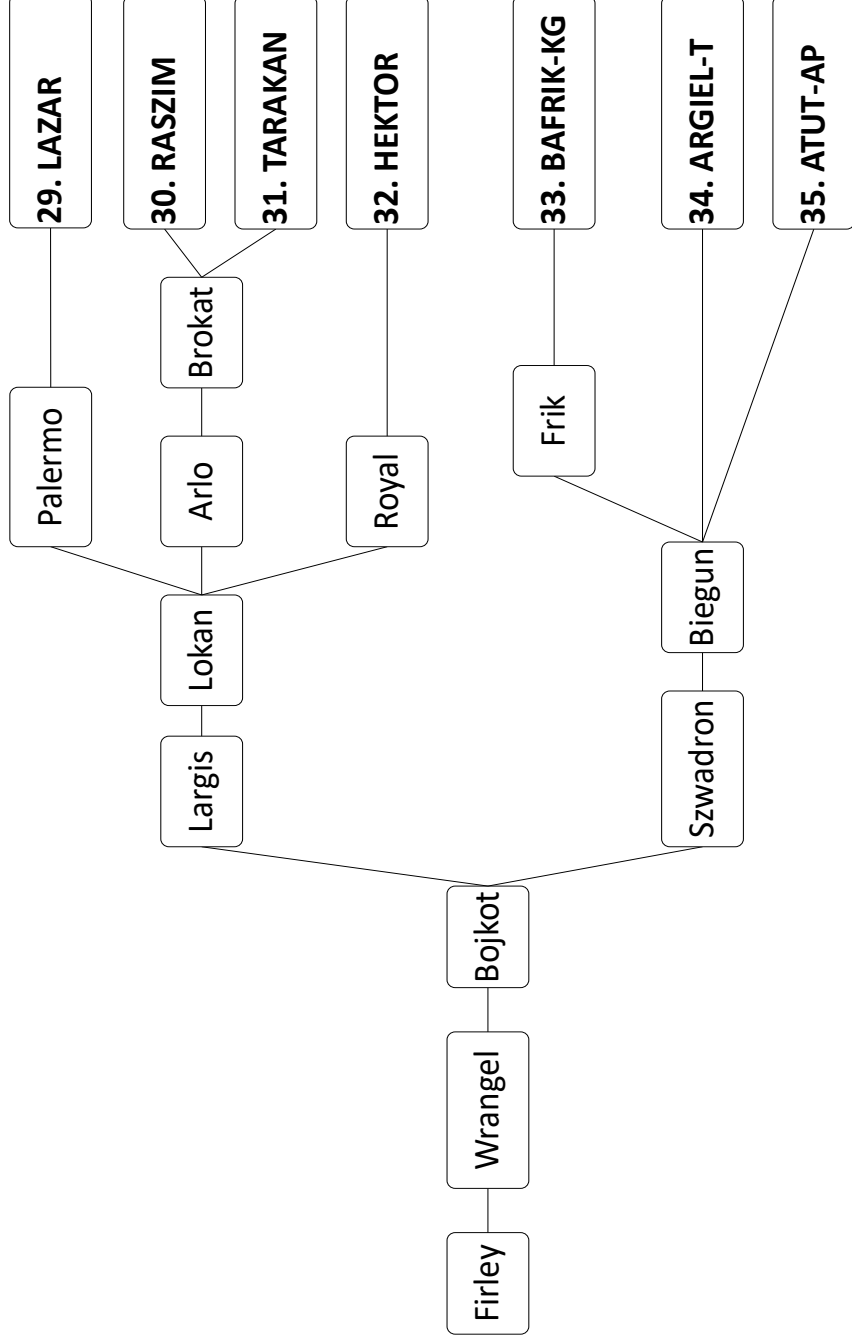 Firley
Wrangel
Bojkot
Largis
Lokan
Palermo
29. LAZAR
Arlo
Brokat
30. RASZIM
31. TARAKAN
Royal
32. HEKTOR
Szwadron
Biegun
Frik
33. BAFRIK-KG
34. ARGIEL-T
35. ATUT-AP